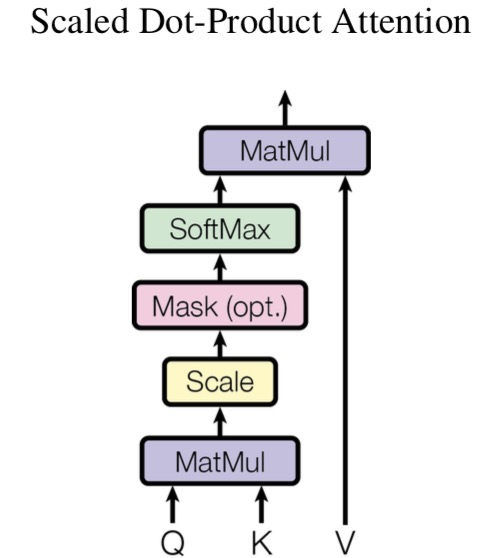 Scaled Dot-Product Attention
MatMul
SoftMax
Mask (opt.)
Scale
MatMul
Q K V